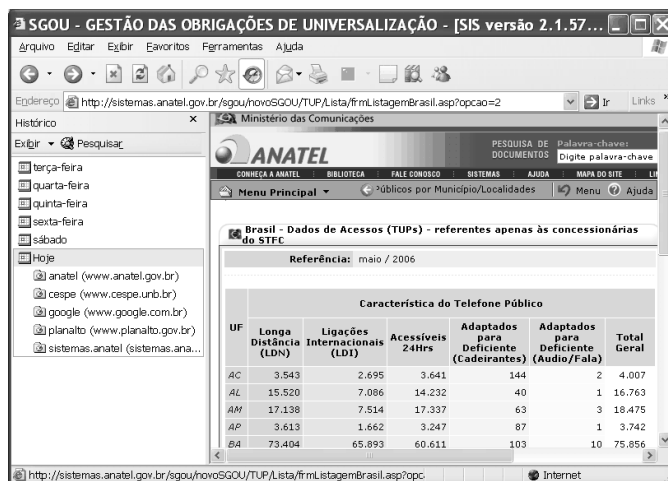 SGOU - GESTÃO DAS OBRIGAÇÕES DE UNIVERSALIZAÇÃO - [SIS versão 2.1.57...
Arquivo Editar Exibir Favoritos Ferramentas Ajuda
Endereço http://sistemas.anatel.gov.br/sgou/novoSGOU/TUP/Lista/frmListagemBrasil.asp?opcao=2 Ir Links »
Histórico x
Exibir Pesquisar
terça-feira
quarta-feira
quinta-feira
sexta-feira
sábado
Hoje
anatel (www.anatel.gov.br)
cespe (www.cespe.unb.br)
google (www.google.com.br)
planalto (www.planalto.gov.br)
sistemas.anatel (sistemas.ana...
Ministério das Comunicações
ANATEL
PESQUISA DE DOCUMENTOS
Palavra-chave:
Digite palavra-chave
CONHEÇA A ANATEL BIBLIOTECA FALE CONOSCO SISTEMAS AJUDA MAPA DO SITE LI
Menu Principal Públicos por Município/Localidades Menu Ajuda
Brasil - Dados de Acessos (TUPs) - referentes apenas às concessionárias
do STFC
Referência: maio / 2006
Característica do Telefone Público
UF Longa Distância (LDN) Ligações Internacionais (LDI) Acessíveis 24Hrs Adaptados para Deficiente (Cadeirantes) Adaptados para Deficiente (Audio/Fala) Total Geral
AC 3.543 2.695 3.641 144 2 4.007
AL 15.520 7.086 14.232 40 1 16.763
AM 17.138 7.514 17.337 63 3 18.475
AP 3.613 1.662 3.247 87 1 3.742
BA 73.404 65.893 60.611 103 10 75.856
http://sistemas.anatel.gov.br/sgou/novoSGOU/TUP/Lista/frmListagemBrasil.asp?opc Internet